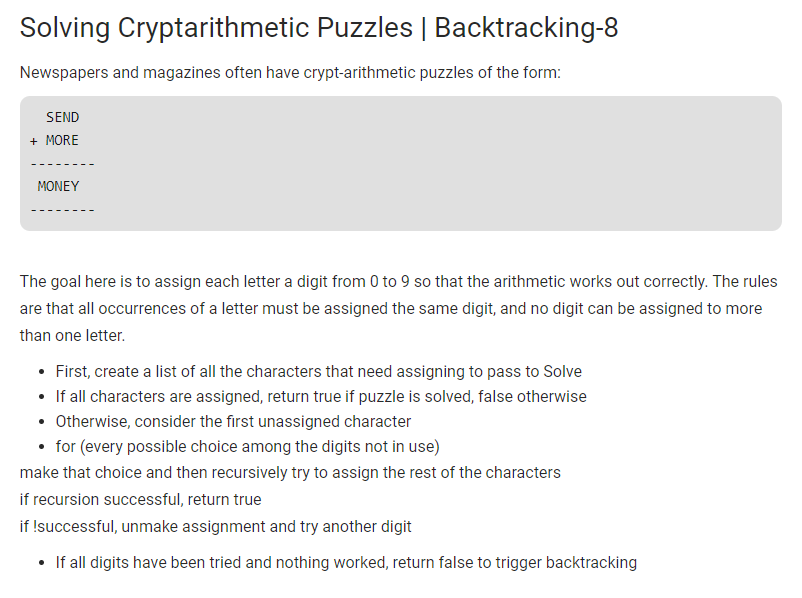 Solving Cryptarithmetic Puzzles | Backtracking-8
Newspapers and magazines often have crypt-arithmetic puzzles of the form:
SEND
+ MORE
--------
MONEY
--------
The goal here is to assign each letter a digit from 0 to 9 so that the arithmetic works out correctly. The rules
are that all occurrences of a letter must be assigned the same digit, and no digit can be assigned to more
than one letter.
• First, create a list of all the characters that need assigning to pass to Solve
• If all characters are assigned, return true if puzzle is solved, false otherwise
• Otherwise, consider the first unassigned character
• for (every possible choice among the digits not in use)
make that choice and then recursively try to assign the rest of the characters
if recursion successful, return true
if !successful, unmake assignment and try another digit
• If all digits have been tried and nothing worked, return false to trigger backtracking